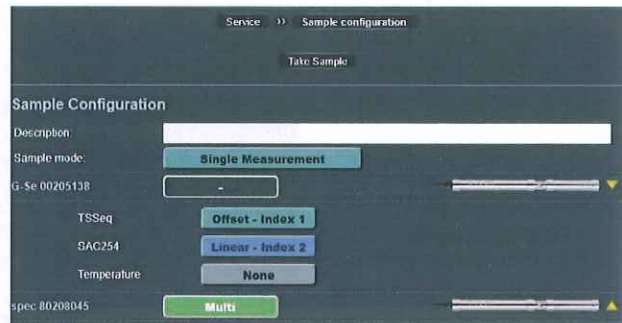 Service >> Sample configuration
Take Sample
Sample Configuration
Description:
Sample mode: Single Measurement
G-Se 00205138 -
TSSeq Offset - Index 1
SAC254 Linear - Index 2
Temperature None
spec 80208045 Multi